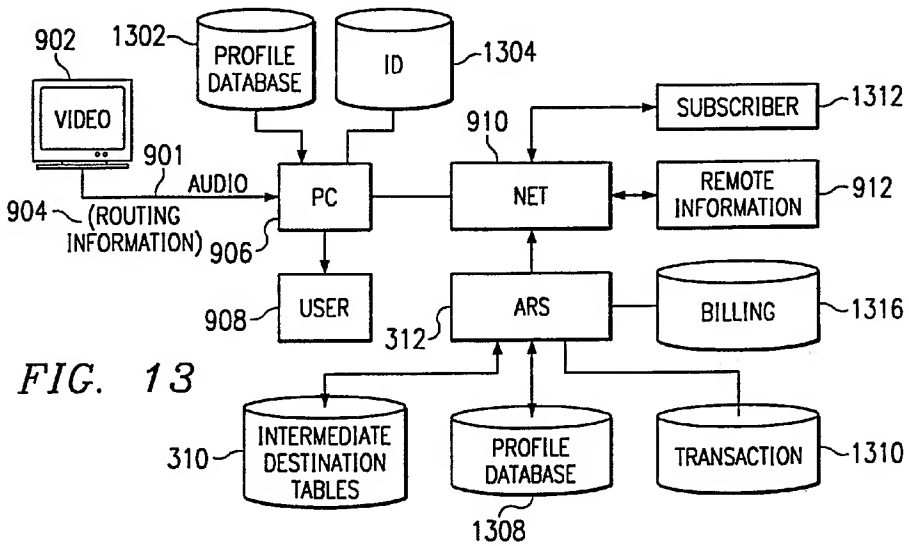 1302
902
PROFILE
DATABASE
ID
1304
VIDEO
910
SUBSCRIBER
1312
901
AUDIO
904
(ROUTING
INFORMATION)
PC
906
NET
REMOTE
INFORMATION
912
USER
908
ARS
312
BILLING
1316
FIG. 13
310
INTERMEDIATE
DESTINATION
TABLES
PROFILE
DATABASE
1308
TRANSACTION
1310